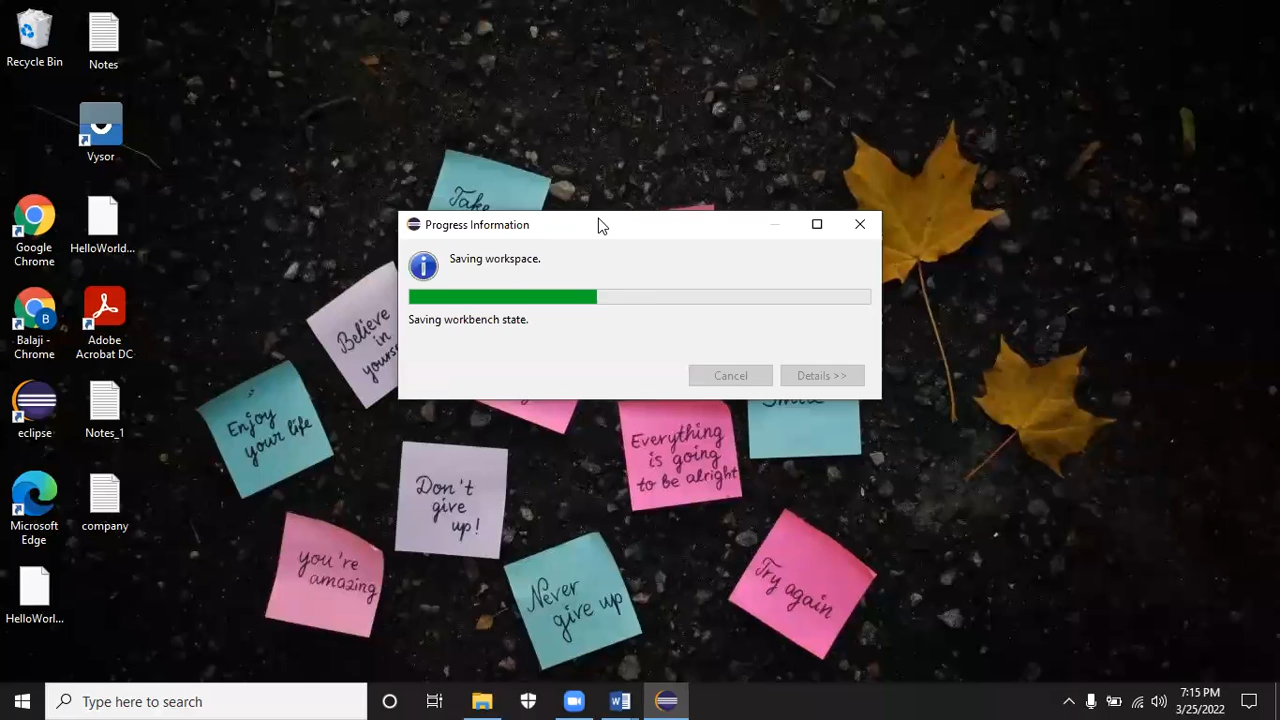 Recycle Bin
Notes
Vysor
Google
Chrome
HelloWorld...
Balaji -
Chrome
B
Adobe
Acrobat DC
eclipse
Notes_1
Microsoft
Edge
company
HelloWorl...
Take
Believe
in
Enjoy
your life
Don't
give
up!
you're
amazing
Never
give up
Everything
is going
to be alright
Try again
Progress Information
Saving workspace.
Saving workbench state.
Cancel
Details >>
Type here to search
7:15 PM
3/25/2022